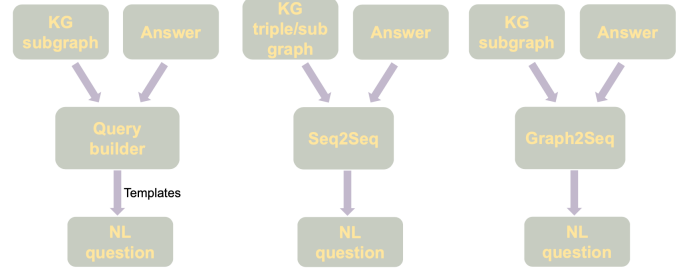 KG
subgraph
Answer
Query
builder
Templates
NL
question
KG
triple/sub
graph
Answer
Seq2Seq
NL
question
KG
subgraph
Answer
Graph2Seq
NL
question